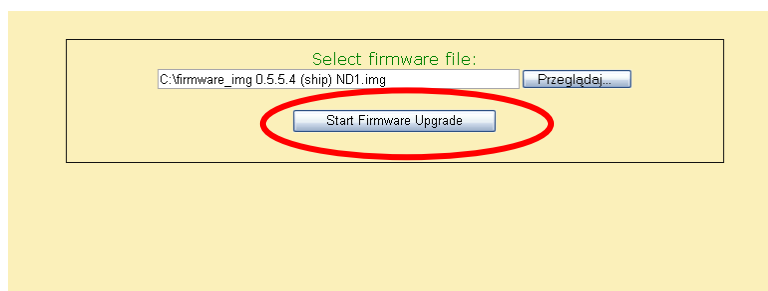 Select firmware file:
C:\firmware_img 0.5.5.4 (ship) ND1.img Przeglądaj...
Start Firmware Upgrade